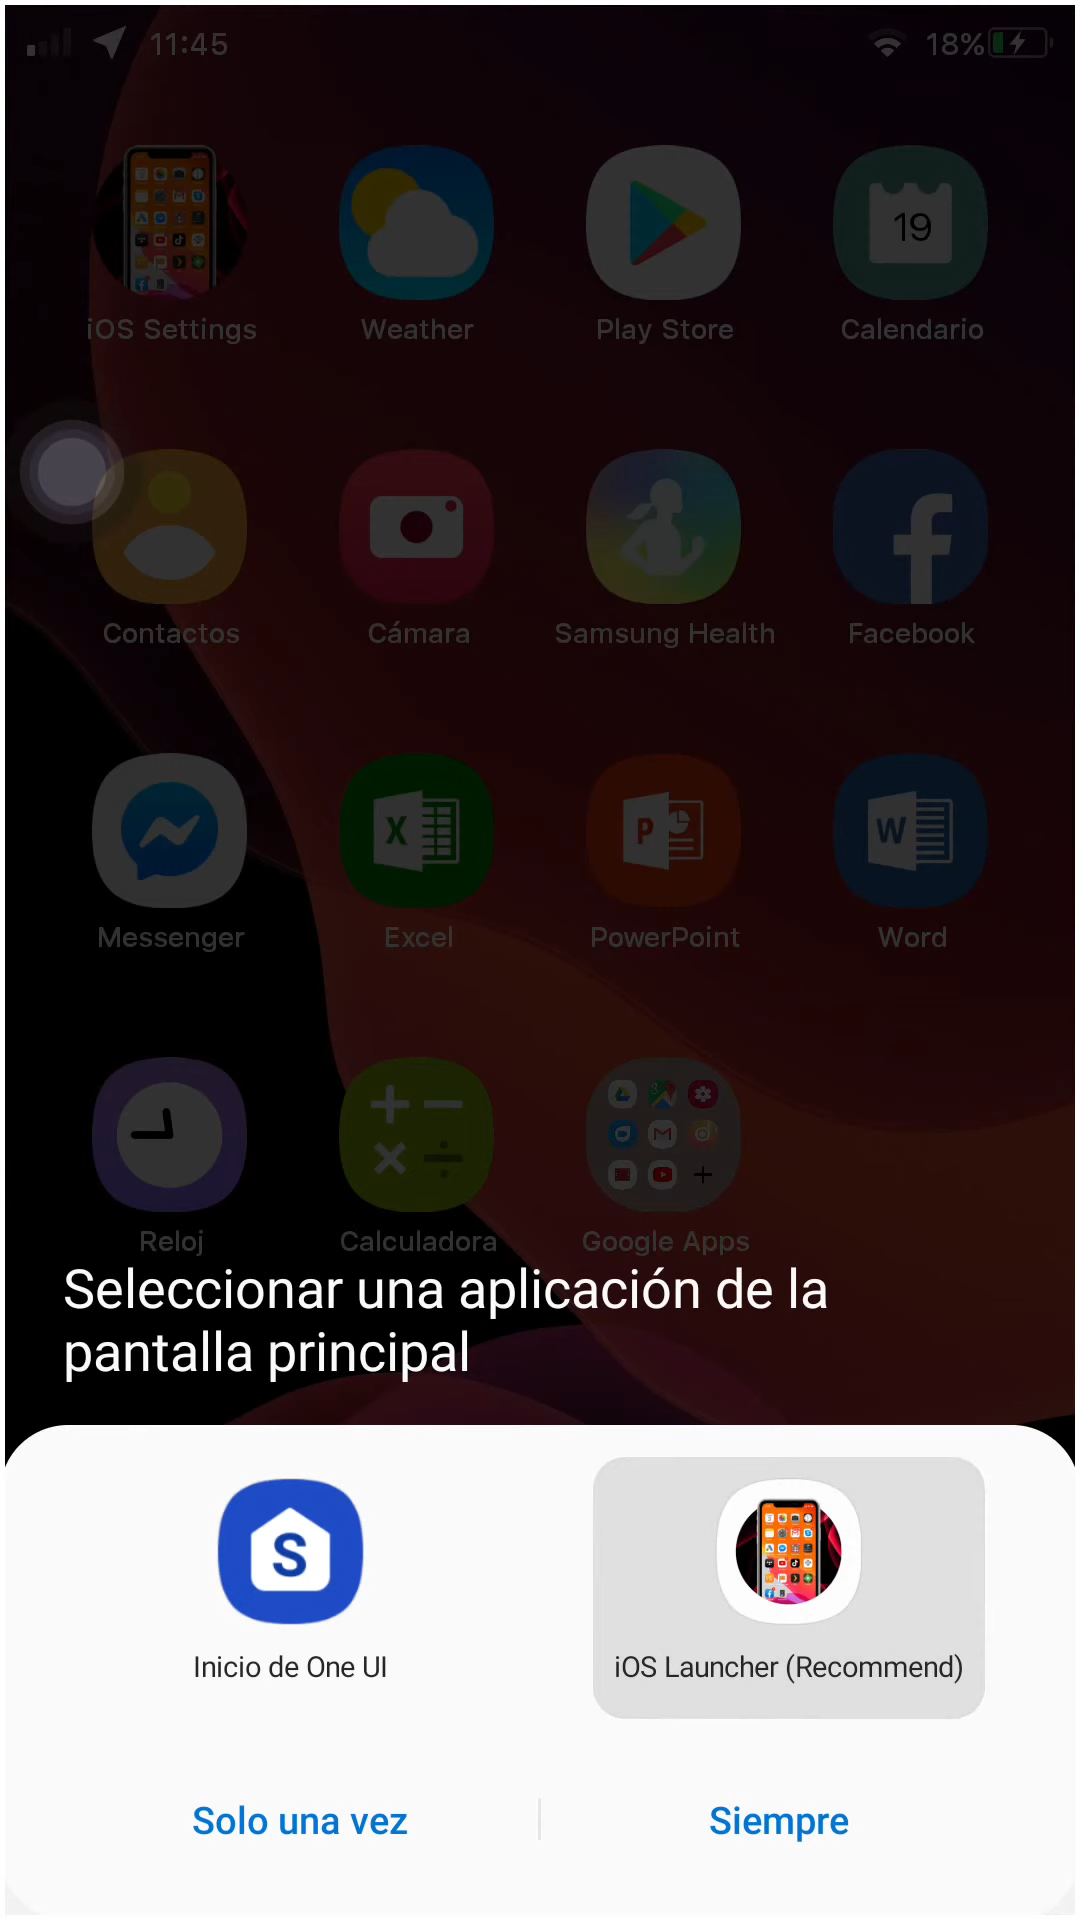 11:45
18%
iOS Settings
Weather
Play Store
19
Calendario
Contactos
Cámara
Samsung Health
Facebook
Messenger
X
Excel
P
PowerPoint
W
Word
Reloj
Calculadora
Google Apps
Seleccionar una aplicación de la
pantalla principal
S
Inicio de One UI
iOS Launcher (Recommend)
Solo una vez
Siempre